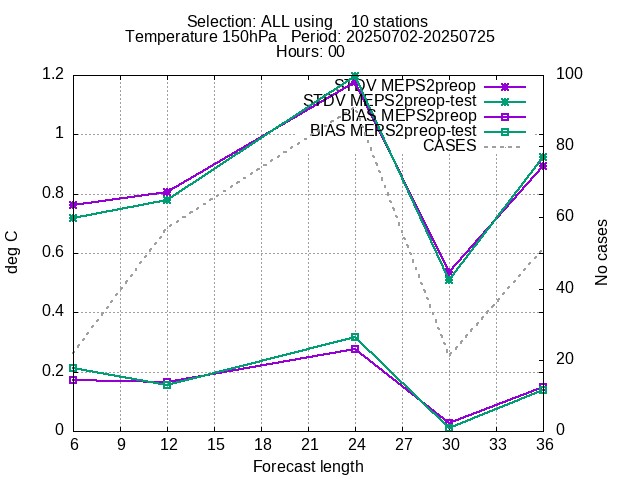 Selection: ALL using    10 stations
Temperature 150hPa   Period: 20250702-20250725
Hours: 00
1.2
1
0.8
0.6
0.4
0.2
0
deg C
100
80
60
40
20
0
No cases
STDV MEPS2preop
STDV MEPS2preop-test
BIAS MEPS2preop
BIAS MEPS2preop-test
CASES
6 9 12 15 18 21 24 27 30 33 36
Forecast length